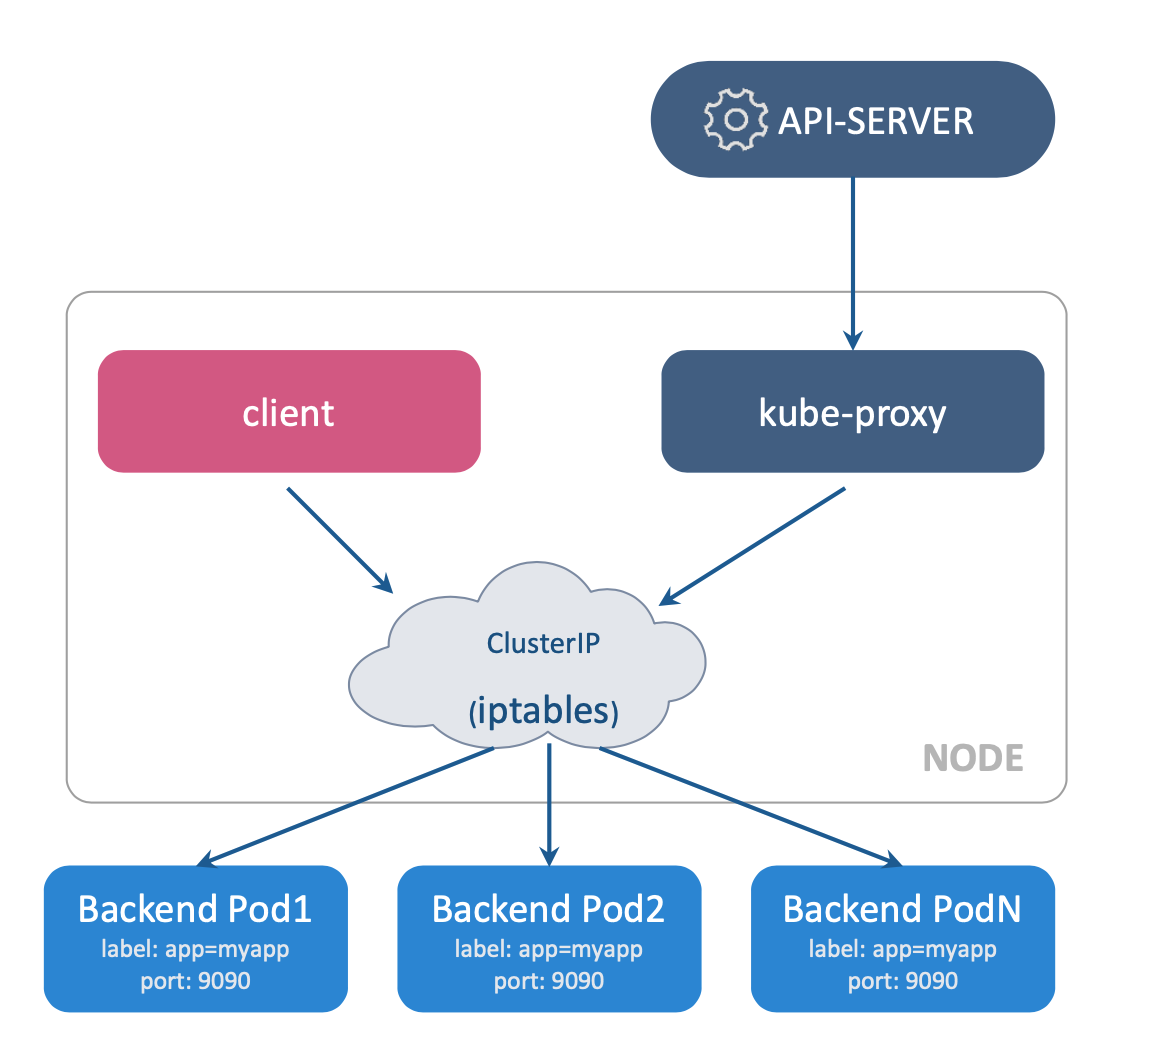 API-SERVER
client
kube-proxy
ClusterIP
(iptables)
NODE
Backend Pod1
label: app=myapp
port: 9090
Backend Pod2
label: app=myapp
port: 9090
Backend PodN
label: app=myapp
port: 9090